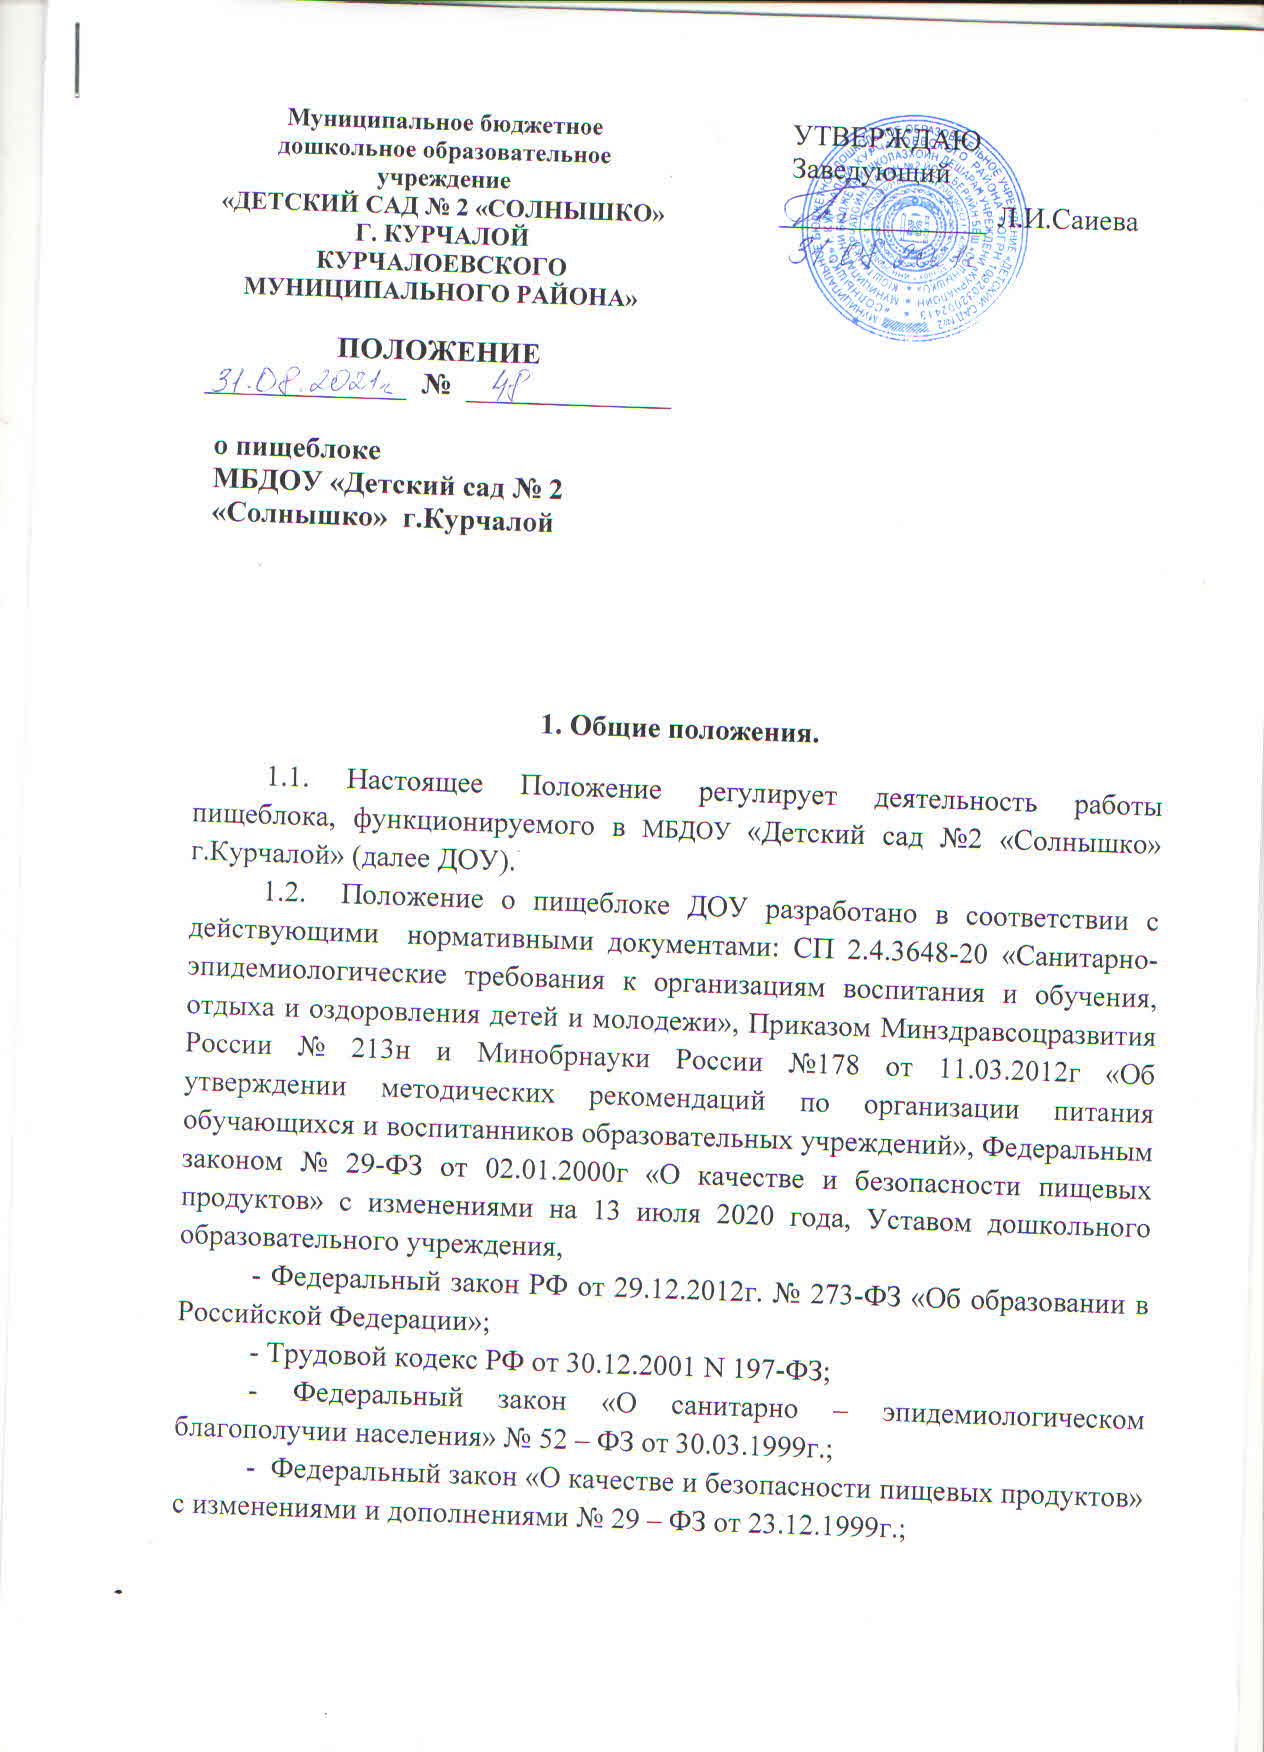 Муниципальное бюджетное
дошкольное образовательное
учреждение
«ДЕТСКИЙ САД № 2 «СОЛНЫШКО»
Г. КУРЧАЛОЙ
КУРЧАЛОЕВСКОГО
МУНИЦИПАЛЬНОГО РАЙОНА»
УТВЕРЖДАЮ
Заведующий
Л.И.Саиева
ПОЛОЖЕНИЕ
31.08.2021г № 48
о пищеблоке
МБДОУ «Детский сад № 2
«Солнышко» г.Курчалой
1. Общие положения.
1.1. Настоящее Положение регулирует деятельность работы
пищеблока, функционируемого в МБДОУ «Детский сад №2 «Солнышко»
г.Курчалой» (далее ДОУ).
1.2. Положение о пищеблоке ДОУ разработано в соответствии с
действующими нормативными документами: СП 2.4.3648-20 «Санитарно-
эпидемиологические требования к организациям воспитания и обучения,
отдыха и оздоровления детей и молодежи», Приказом Минздравсоцразвития
России № 213н и Минобрнауки России №178 от 11.03.2012г «Об
утверждении методических рекомендаций по организации питания
обучающихся и воспитанников образовательных учреждений», Федеральным
законом № 29-ФЗ от 02.01.2000г «О качестве и безопасности пищевых
продуктов» с изменениями на 13 июля 2020 года, Уставом дошкольного
образовательного учреждения,
- Федеральный закон РФ от 29.12.2012г. № 273-ФЗ «Об образовании в
Российской Федерации»;
- Трудовой кодекс РФ от 30.12.2001 N 197-ФЗ;
- Федеральный закон «О санитарно – эпидемиологическом
благополучии населения» № 52 – ФЗ от 30.03.1999г.;
- Федеральный закон «О качестве и безопасности пищевых продуктов»
с изменениями и дополнениями № 29 – ФЗ от 23.12.1999г.;